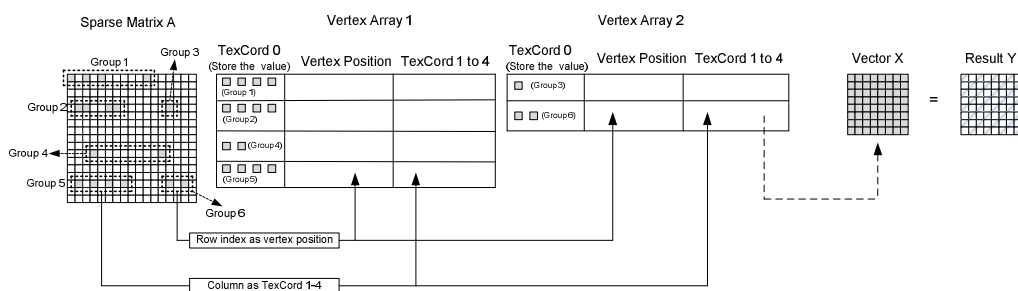 Sparse Matrix A
Group 1
Group 3
Group 2
Group 4
Group 5
Group 6
Vertex Array 1
TexCord 0
(Store the value)
Vertex Position
TexCord 1 to 4
(Group 1)
(Group2)
(Group4)
(Group5)
Vertex Array 2
TexCord 0
(Store the value)
Vertex Position
TexCord 1 to 4
(Group3)
(Group6)
Vector X
=
Result Y
Row index as vertex position
Column as TexCord 1-4